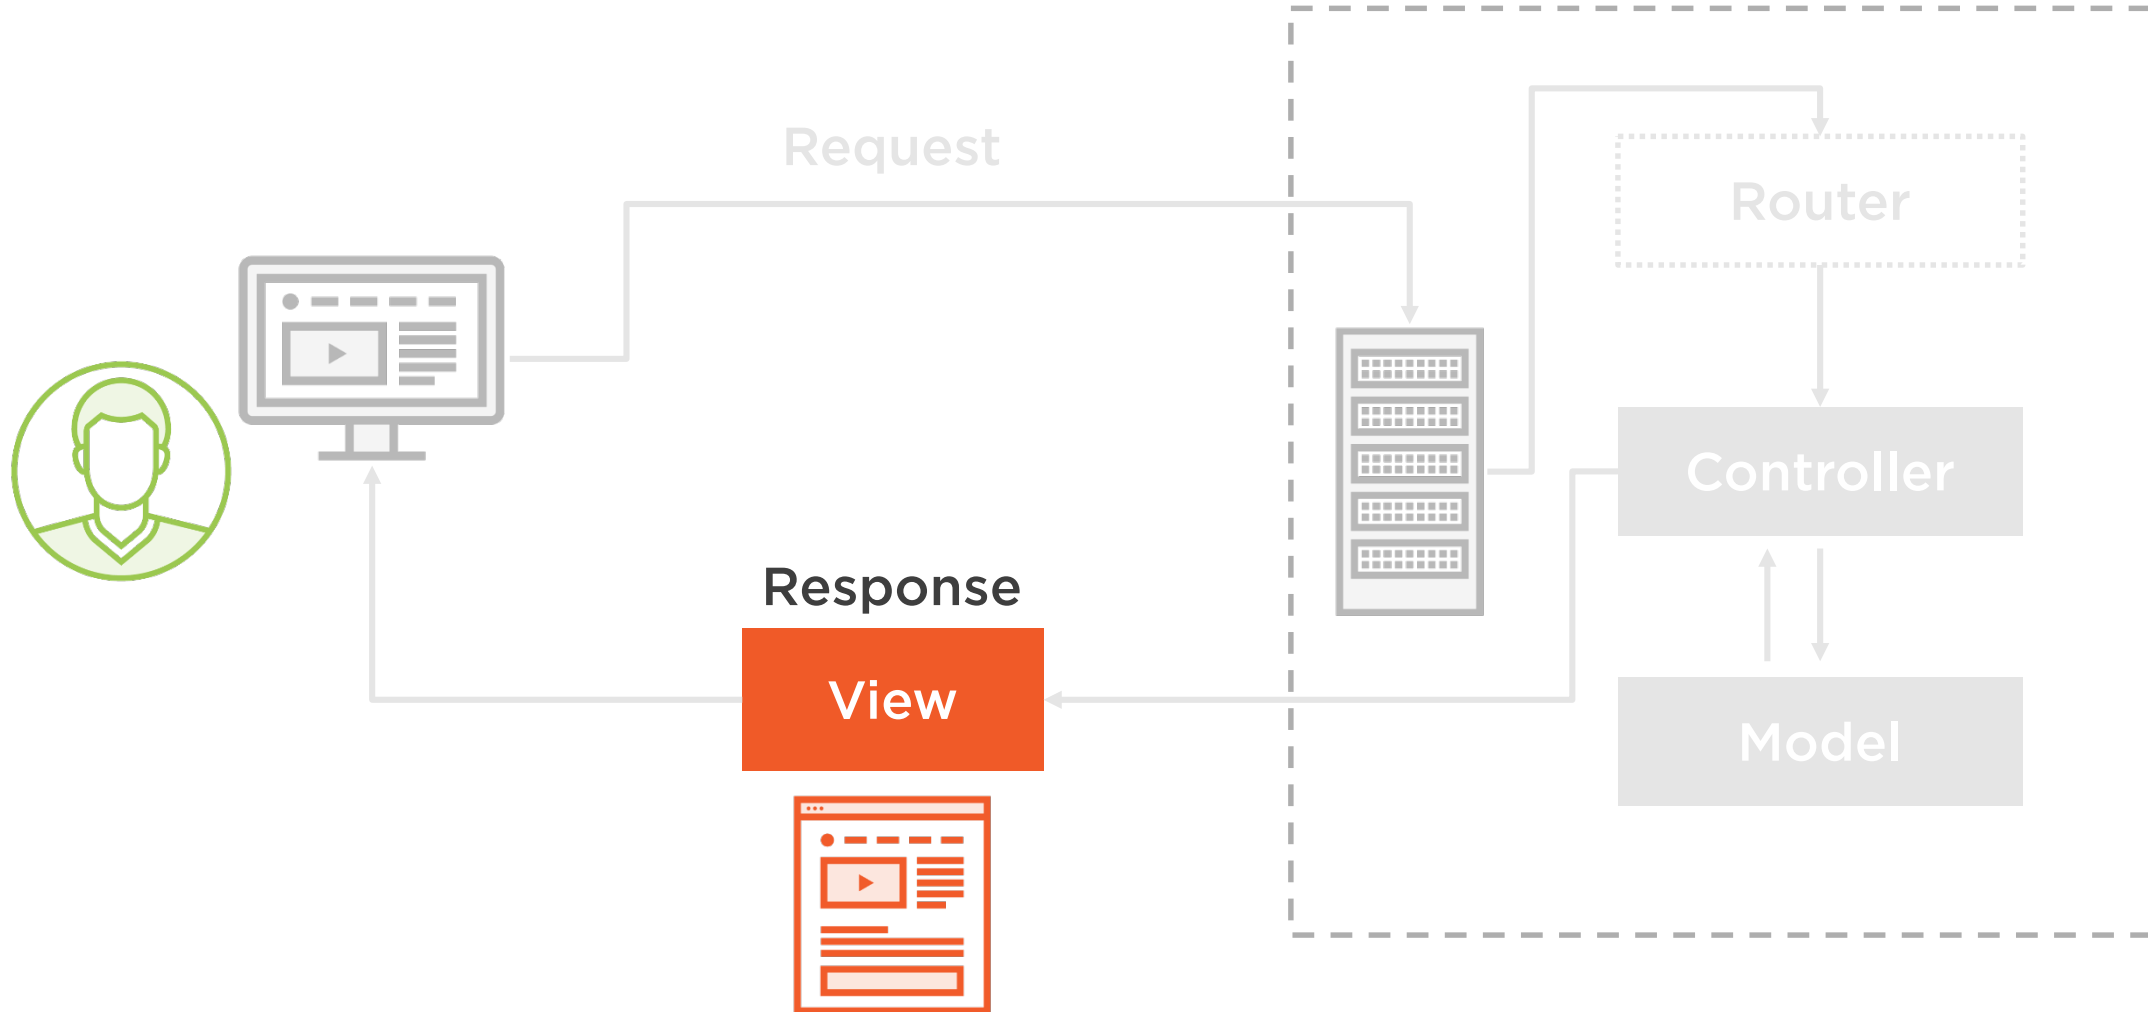 Request
Router
Controller
Response
View
Model